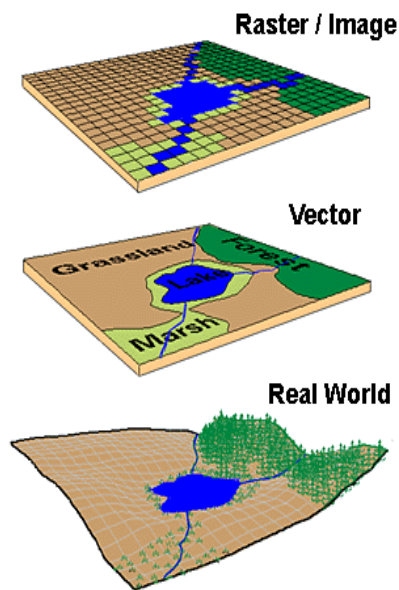 Raster / Image
Vector
Grassland
Forest
Lake
Marsh
Real World